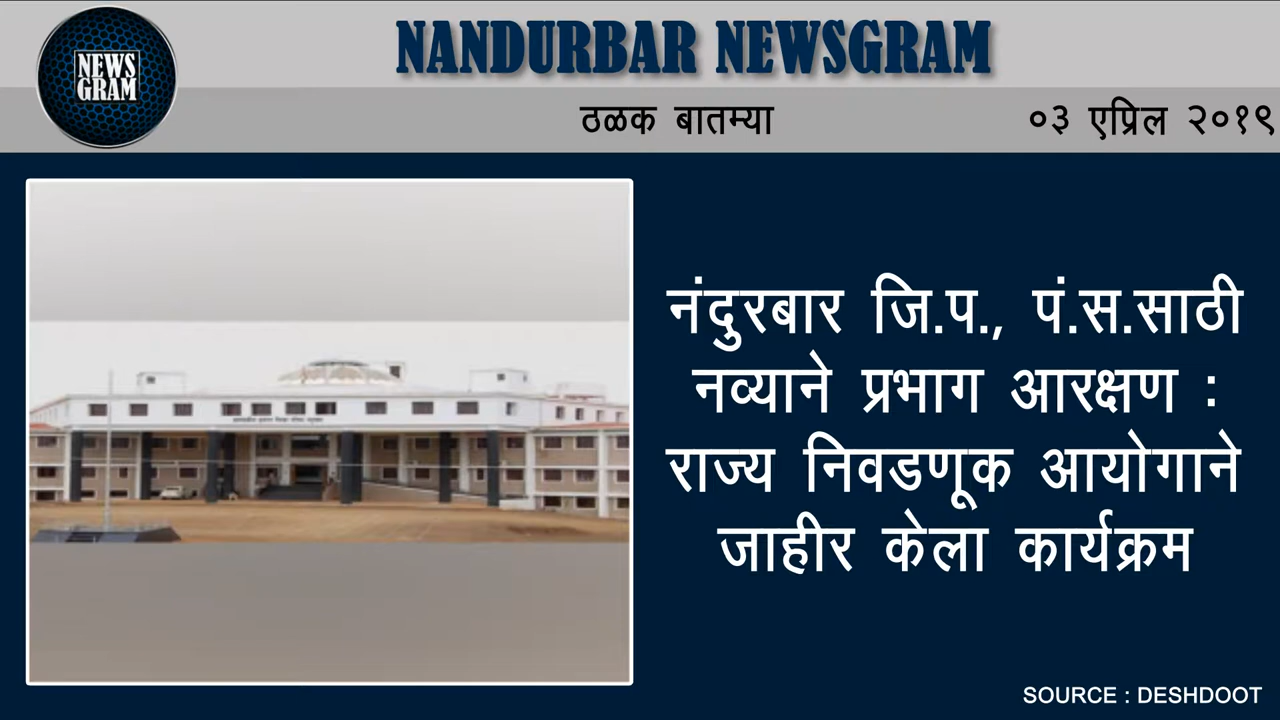 NANDURBAR NEWSGRAM
NEWS
GRAM
ठळक बातम्या
०३ एप्रिल २०१९
नंदुरबार जि.प., पं.स.साठी
नव्याने प्रभाग आरक्षण :
राज्य निवडणूक आयोगाने
जाहीर केला कार्यक्रम
SOURCE : DESHDOOT